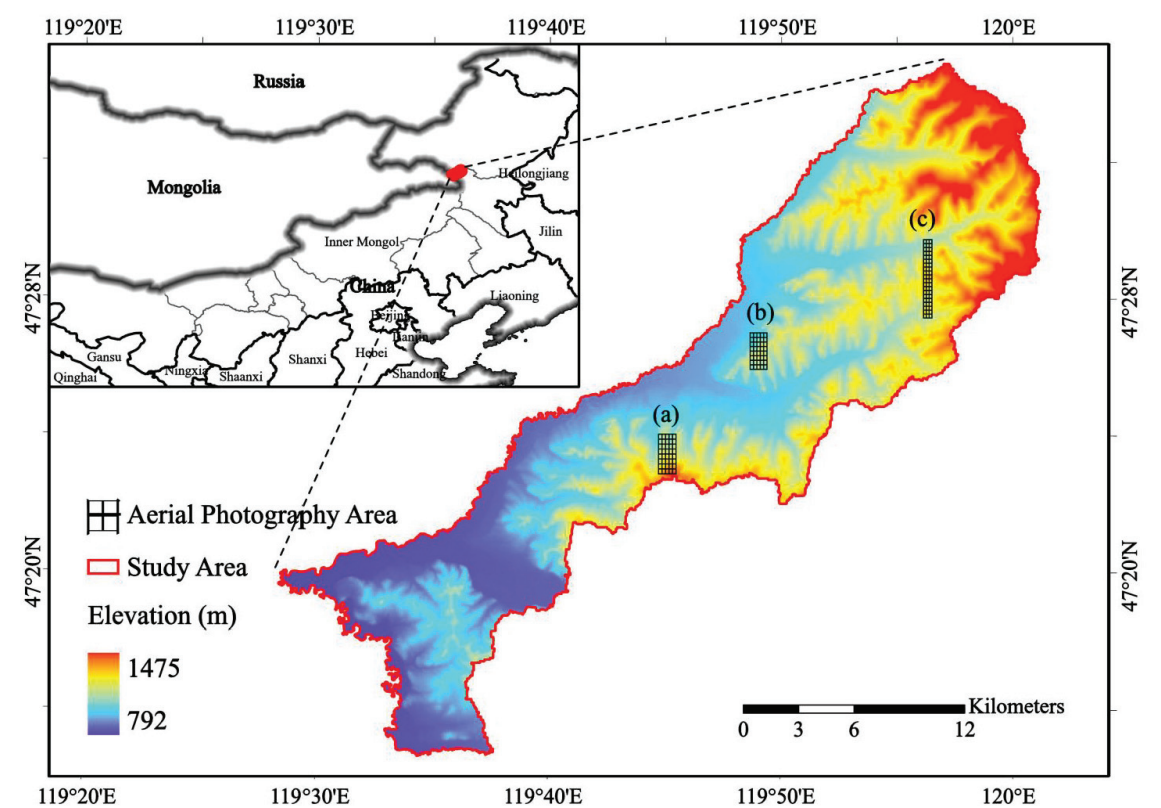 119°20'E 119°30'E 119°40'E 119°50'E 120°E
Russia
Mongolia
Heilongjiang
Jilin
Inner Mongol
China
Liaoning
Beijing
Tianjin
Gansu
Ningxia
Shanxi
Hebei
Qinghai
Shaanxi
Shandong
47°28'N
47°28'N
(c)
(b)
(a)
Aerial Photography Area
Study Area
47°20'N
47°20'N
Elevation (m)
1475
792
Kilometers
0 3 6 12
119°20'E 119°30'E 119°40'E 119°50'E 120°E